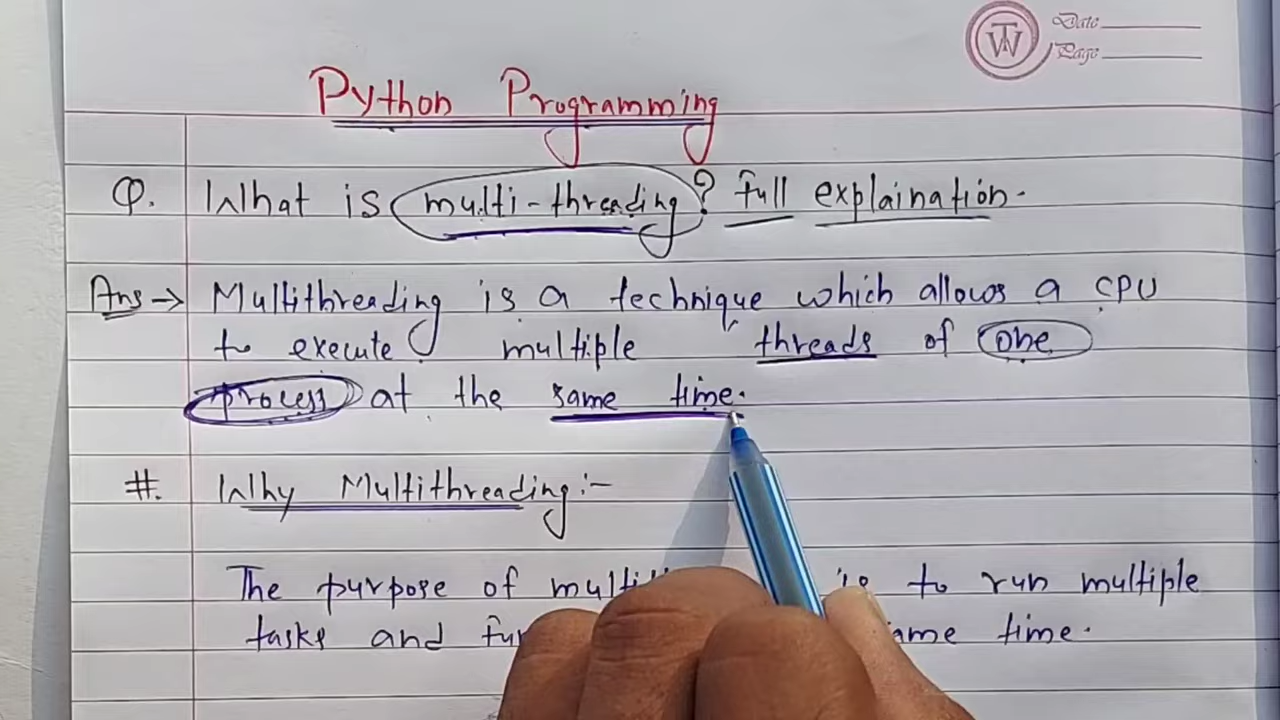 Date
Page
Python Programming
Q. What is multi-threading? full explaination.
Ans → Multithreading is a technique which allows a CPU
to execute multiple threads of one
process at the same time.
#. Why Multithreading:-
The purpose of is to run multiple
tasks and time.